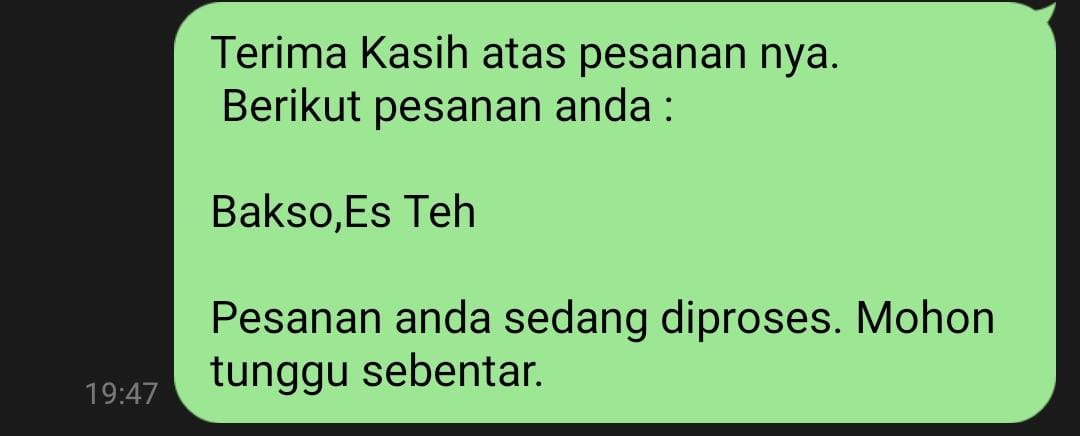 Terima Kasih atas pesanan nya.
Berikut pesanan anda :
Bakso,Es Teh
Pesanan anda sedang diproses. Mohon
tunggu sebentar.
19:47